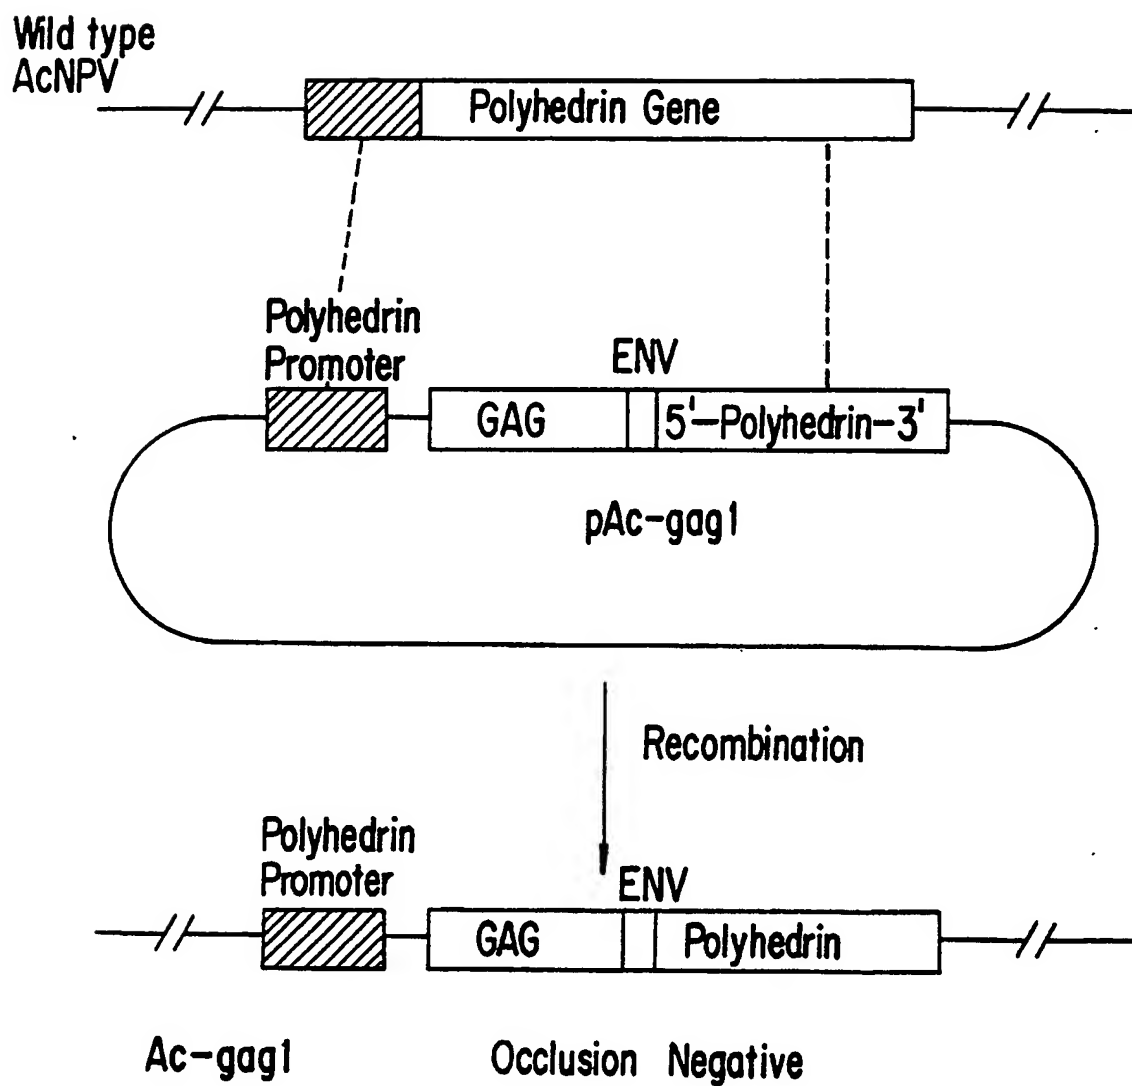 Wild type
AcNPV
Polyhedrin Gene
Polyhedrin
Promoter
ENV
GAG
5'-Polyhedrin-3'
pAc-gag1
Recombination
Polyhedrin
Promoter
ENV
GAG
Polyhedrin
Ac-gag1
Occlusion Negative